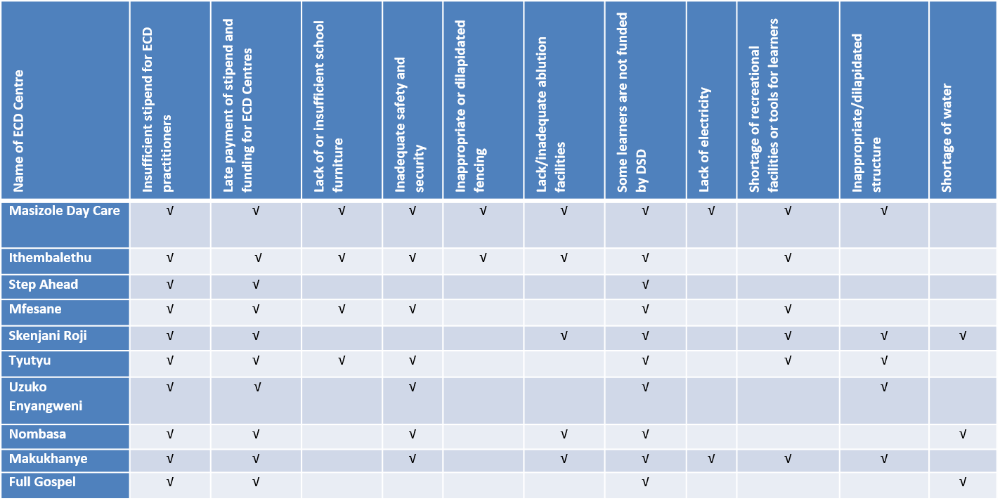 Name of ECD Centre
Insufficient stipend for ECD
practitioners
Late payment of stipend and
funding for ECD Centres
Lack of or insufficient school
furniture
Inadequate safety and
security
Inappropriate or dilapidated
fencing
Lack/inadequate ablution
facilities
Some learners are not funded
by DSD
Lack of electricity
Shortage of recreational
facilities or tools for learners
Inappropriate/dilapidated
structure
Shortage of water
Masizole Day Care √ √ √ √ √ √ √ √ √ √
Ithembalethu √ √ √ √ √ √ √ √
Step Ahead √ √ √
Mfesane √ √ √ √ √ √
Skenjani Roji √ √ √ √ √ √ √
Tyutyu √ √ √ √ √ √ √
Uzuko √ √ √ √ √
Enyangweni
Nombasa √ √ √ √ √ √
Makukhanye √ √ √ √ √ √ √ √
Full Gospel √ √ √ √